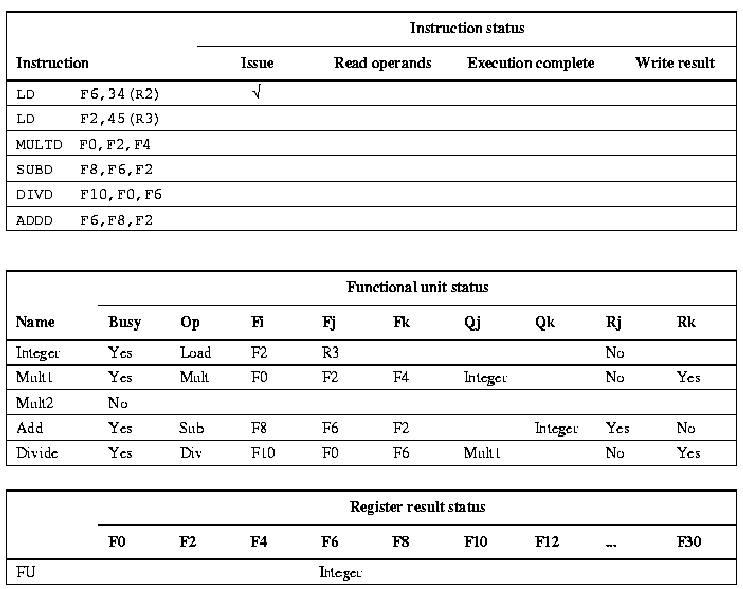 Instruction status
Instruction Issue Read operands Execution complete Write result
LD F6,34(R2) √
LD F2,45(R3)
MULTD F0,F2,F4
SUBD F8,F6,F2
DIVD F10,F0,F6
ADDD F6,F8,F2
Functional unit status
Name Busy Op Fi Fj Fk Qj Qk Rj Rk
Integer Yes Load F2 R3 No
Mult1 Yes Mult F0 F2 F4 Integer No Yes
Mult2 No
Add Yes Sub F8 F6 F2 Integer Yes No
Divide Yes Div F10 F0 F6 Mult1 No Yes
Register result status
F0 F2 F4 F6 F8 F10 F12 ... F30
FU Integer